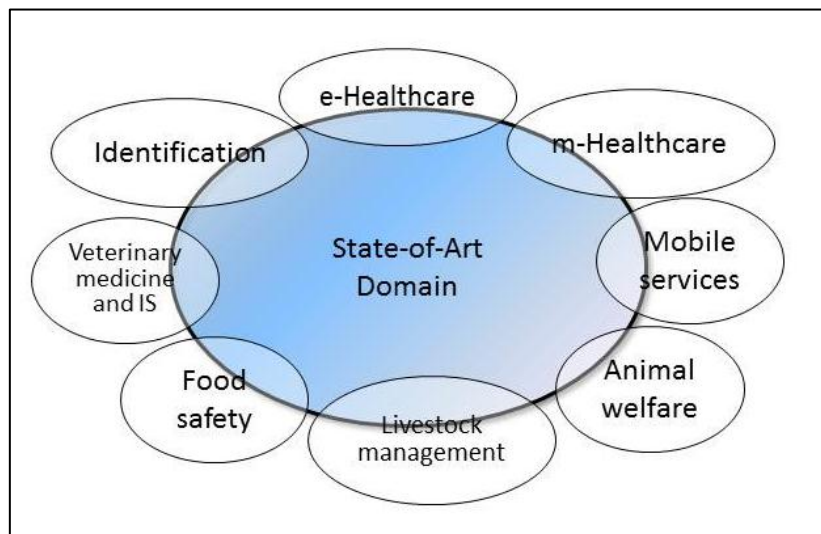 e-Healthcare
Identification
m-Healthcare
Veterinary
medicine
and IS
State-of-Art
Domain
Mobile
services
Food
safety
Livestock
management
Animal
welfare